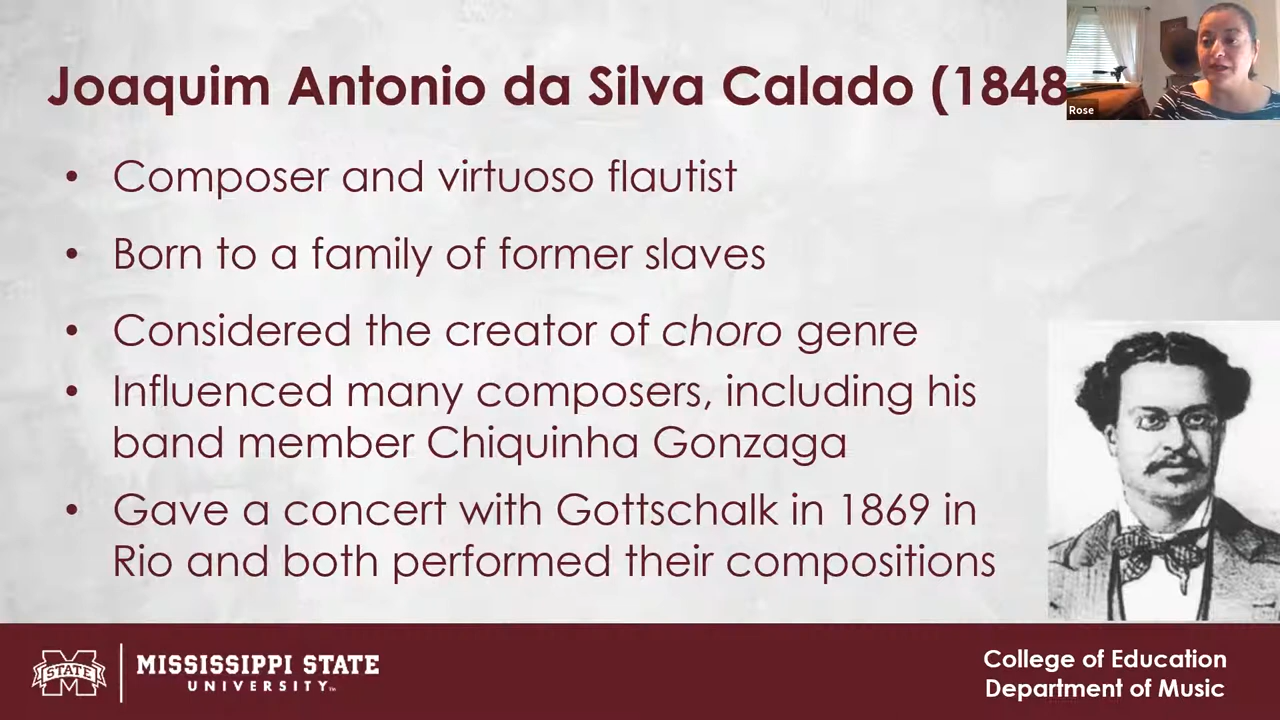 Joaquim Antonio da Silva Calado (1848
Rose
• Composer and virtuoso flautist
• Born to a family of former slaves
• Considered the creator of choro genre
• Influenced many composers, including his
band member Chiquinha Gonzaga
• Gave a concert with Gottschalk in 1869 in
Rio and both performed their compositions
STATE
MISSISSIPPI STATE
UNIVERSITY™
College of Education
Department of Music